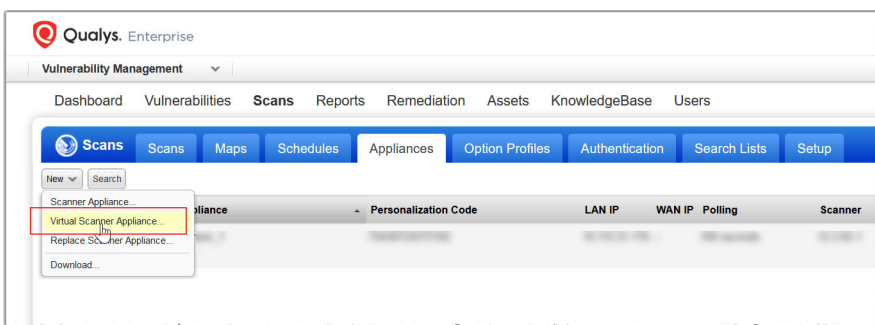 Qualys. Enterprise
Vulnerability Management
Dashboard Vulnerabilities Scans Reports Remediation Assets KnowledgeBase Users
Scans Scans Maps Schedules Appliances Option Profiles Authentication Search Lists Setup
New Search
Scanner Appliance...
pliance Personalization Code LAN IP WAN IP Polling Scanner
Virtual Scanner Appliance...
Replace Scanner Appliance...
Download...